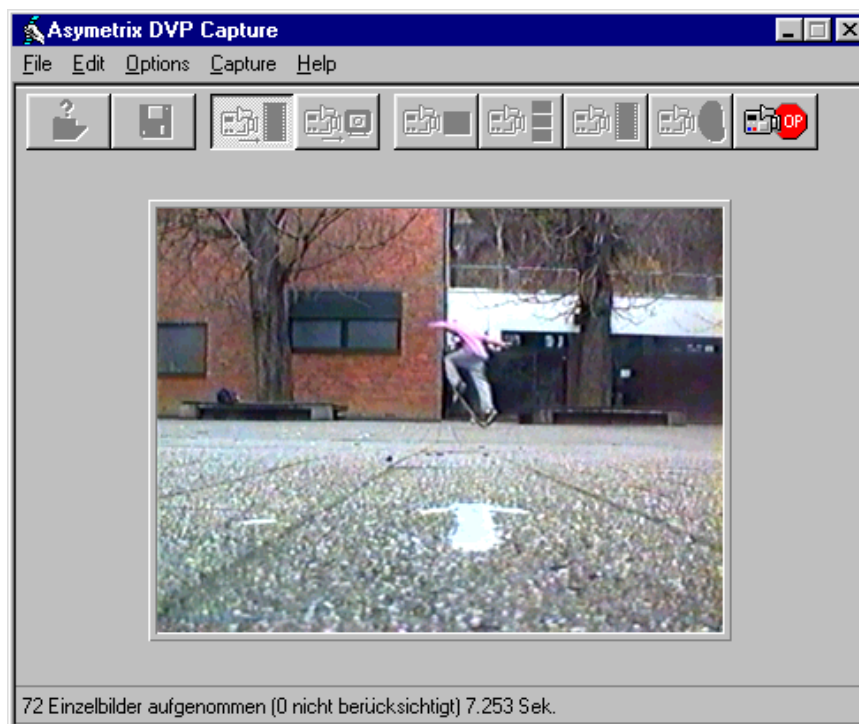 Asymetrix DVP Capture
File Edit Options Capture Help
?
OP
72 Einzelbilder aufgenommen (0 nicht berücksichtigt) 7.253 Sek.